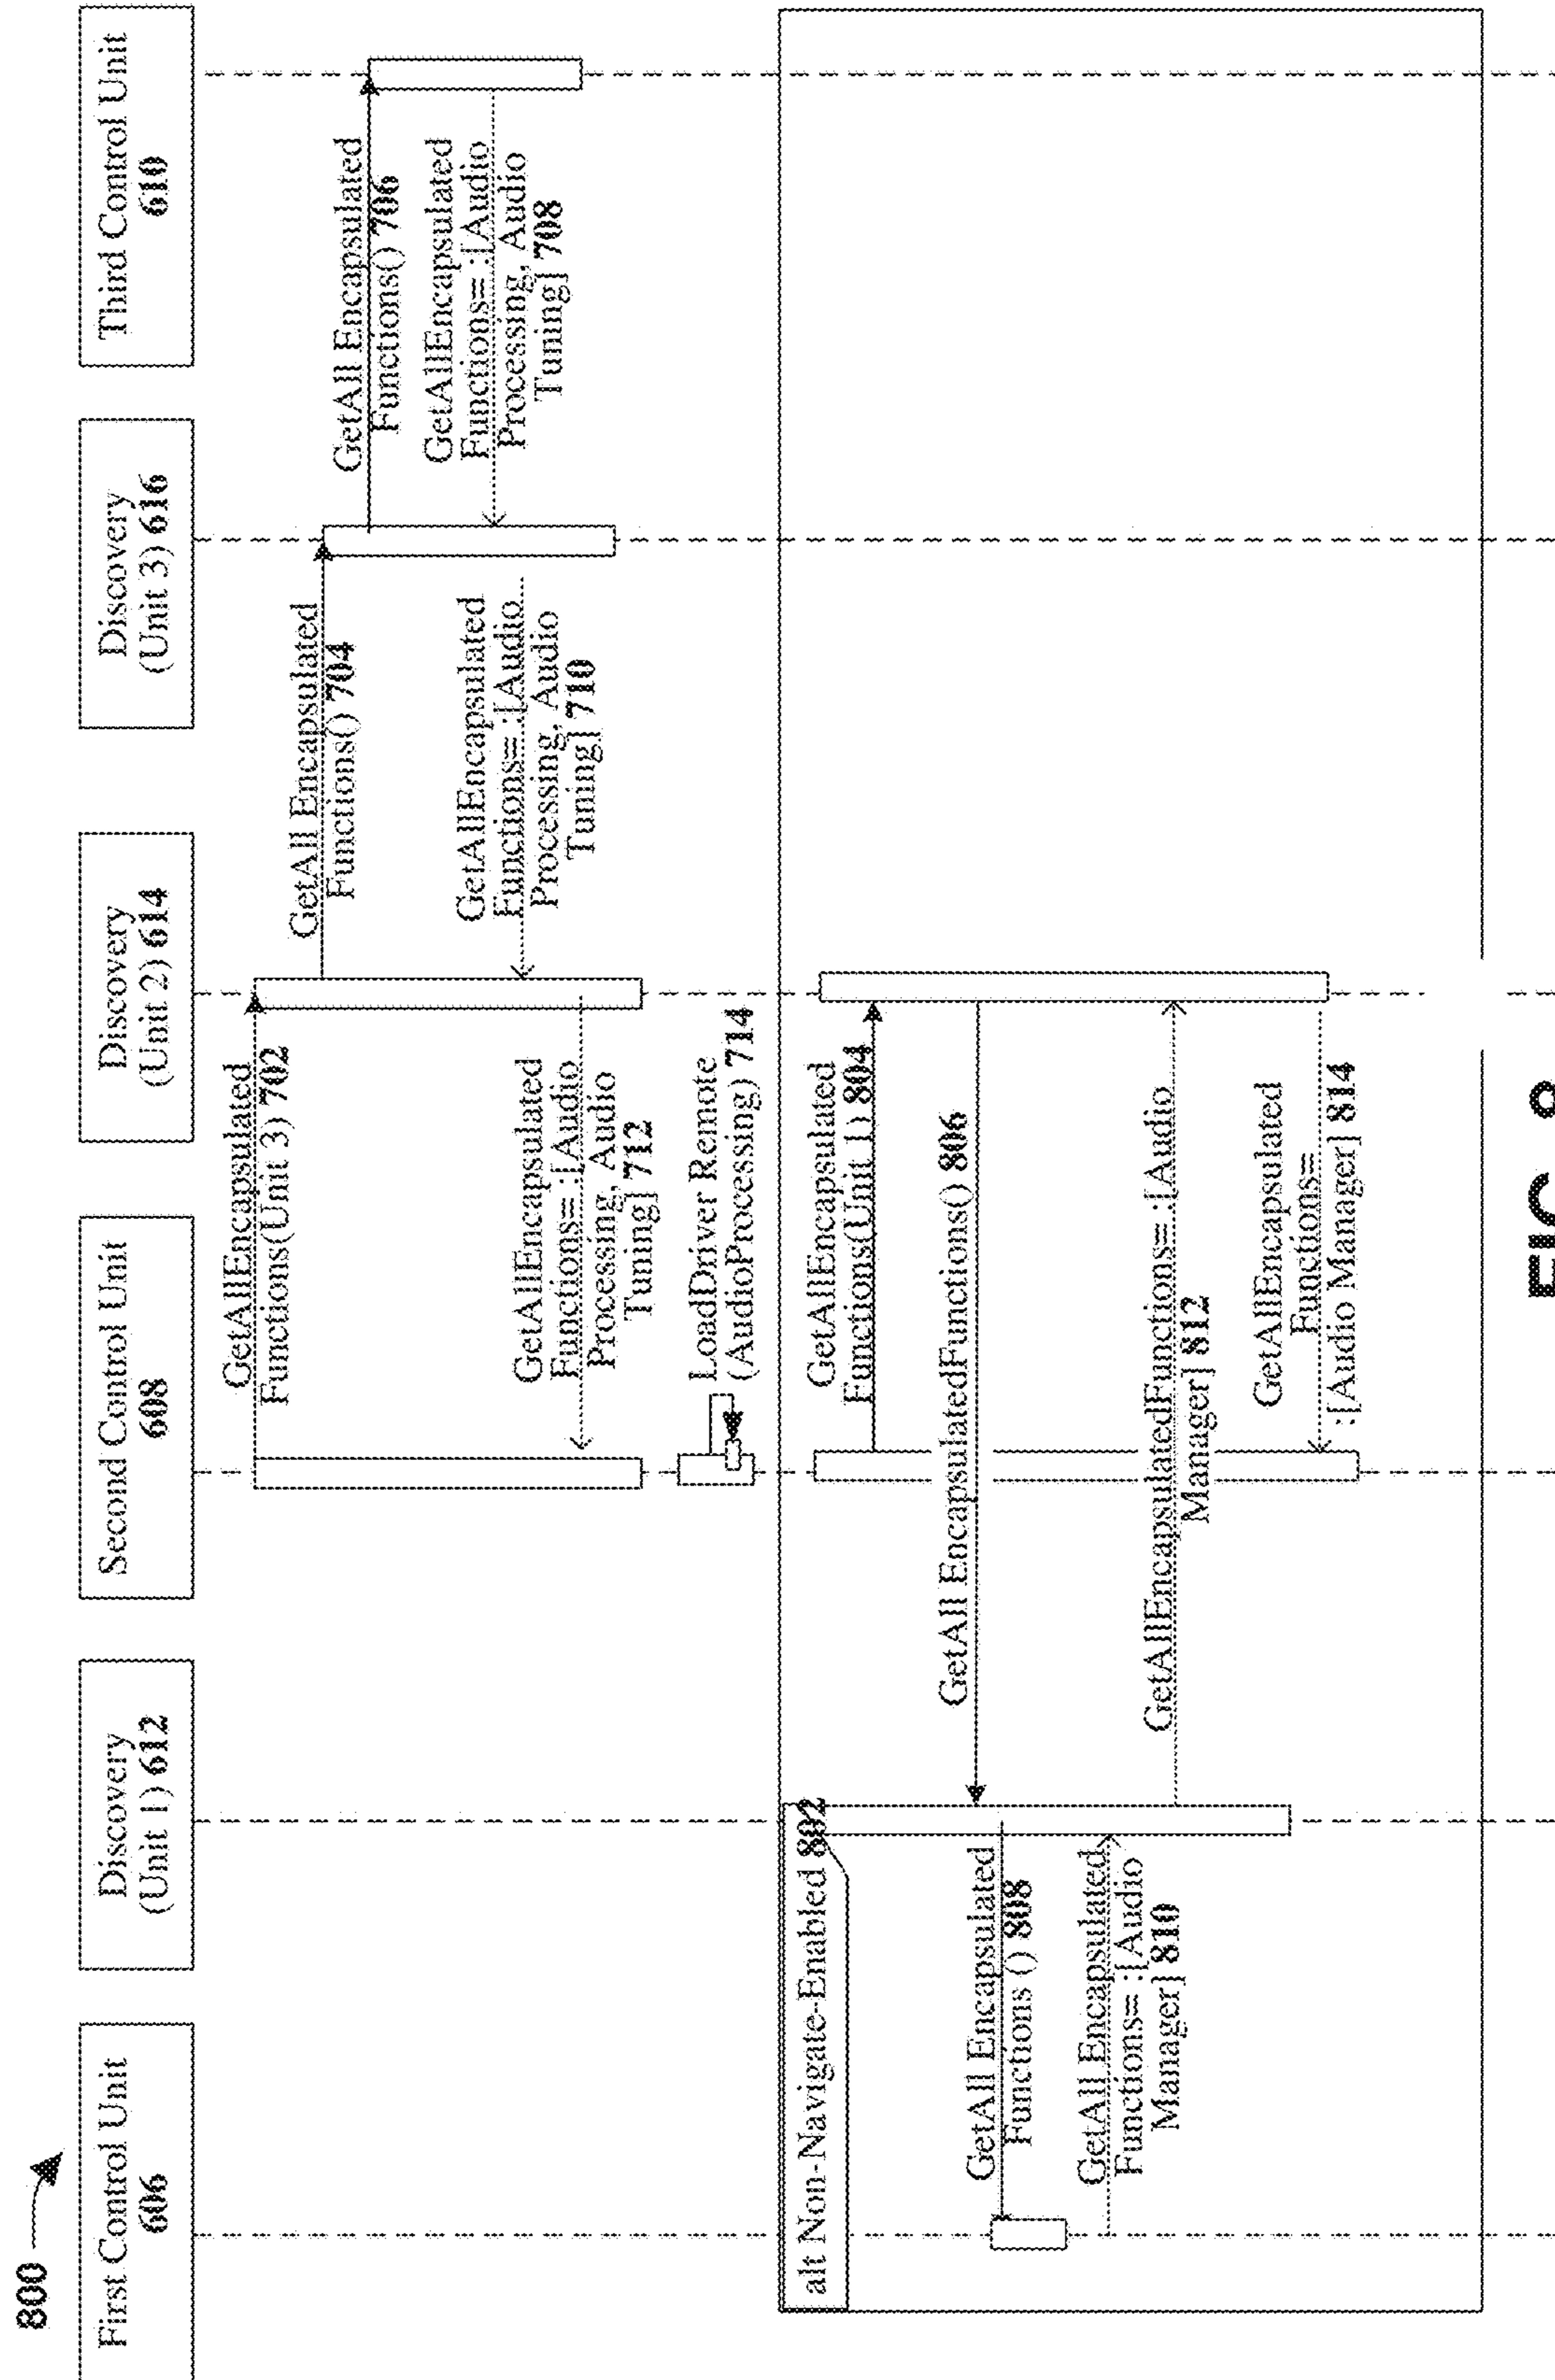 800
First Control Unit
606
Discovery
(Unit 1) 612
Second Control Unit
608
Discovery
(Unit 2) 614
Discovery
(Unit 3) 616
Third Control Unit
610
GetAllEncapsulated
Functions(Unit 3) 702
GetAll Encapsulated
Functions() 704
GetAll Encapsulated
Functions() 706
GetAllEncapsulated
Functions= :[Audio
Processing, Audio
Tuning] 708
GetAllEncapsulated
Functions= :[Audio
Processing, Audio
Tuning] 710
GetAllEncapsulated
Functions= :[Audio
Processing, Audio
Tuning] 712
LoadDriver Remote
(AudioProcessing) 714
alt Non-Navigate-Enabled 802
GetAllEncapsulated
Functions(Unit 1) 804
GetAll EncapsulatedFunctions() 806
GetAll Encapsulated
Functions () 808
GetAll Encapsulated
Functions= :[Audio
Manager] 810
GetAllEncapsulatedFunctions= :[Audio
Manager] 812
GetAllEncapsulated
Functions=
:[Audio Manager] 814